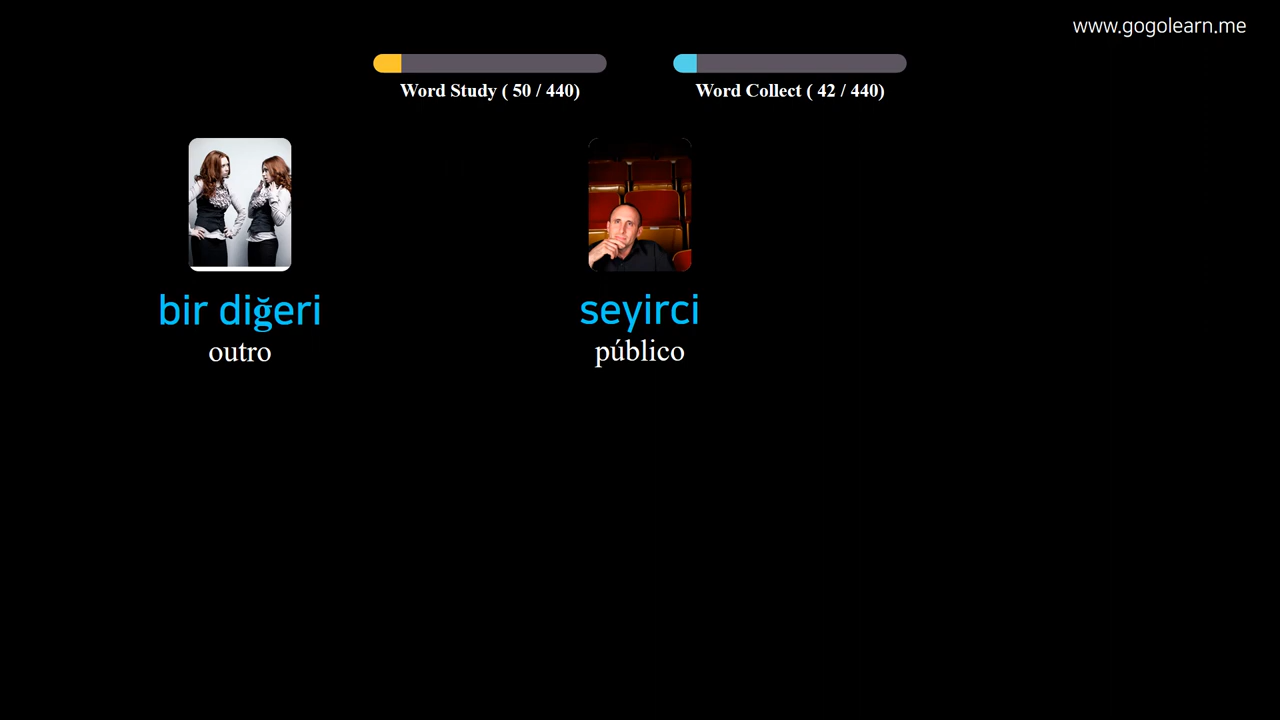 www.gogolearn.me
Word Study ( 50 / 440)
Word Collect ( 42 / 440)
bir diğeri
outro
seyirci
público